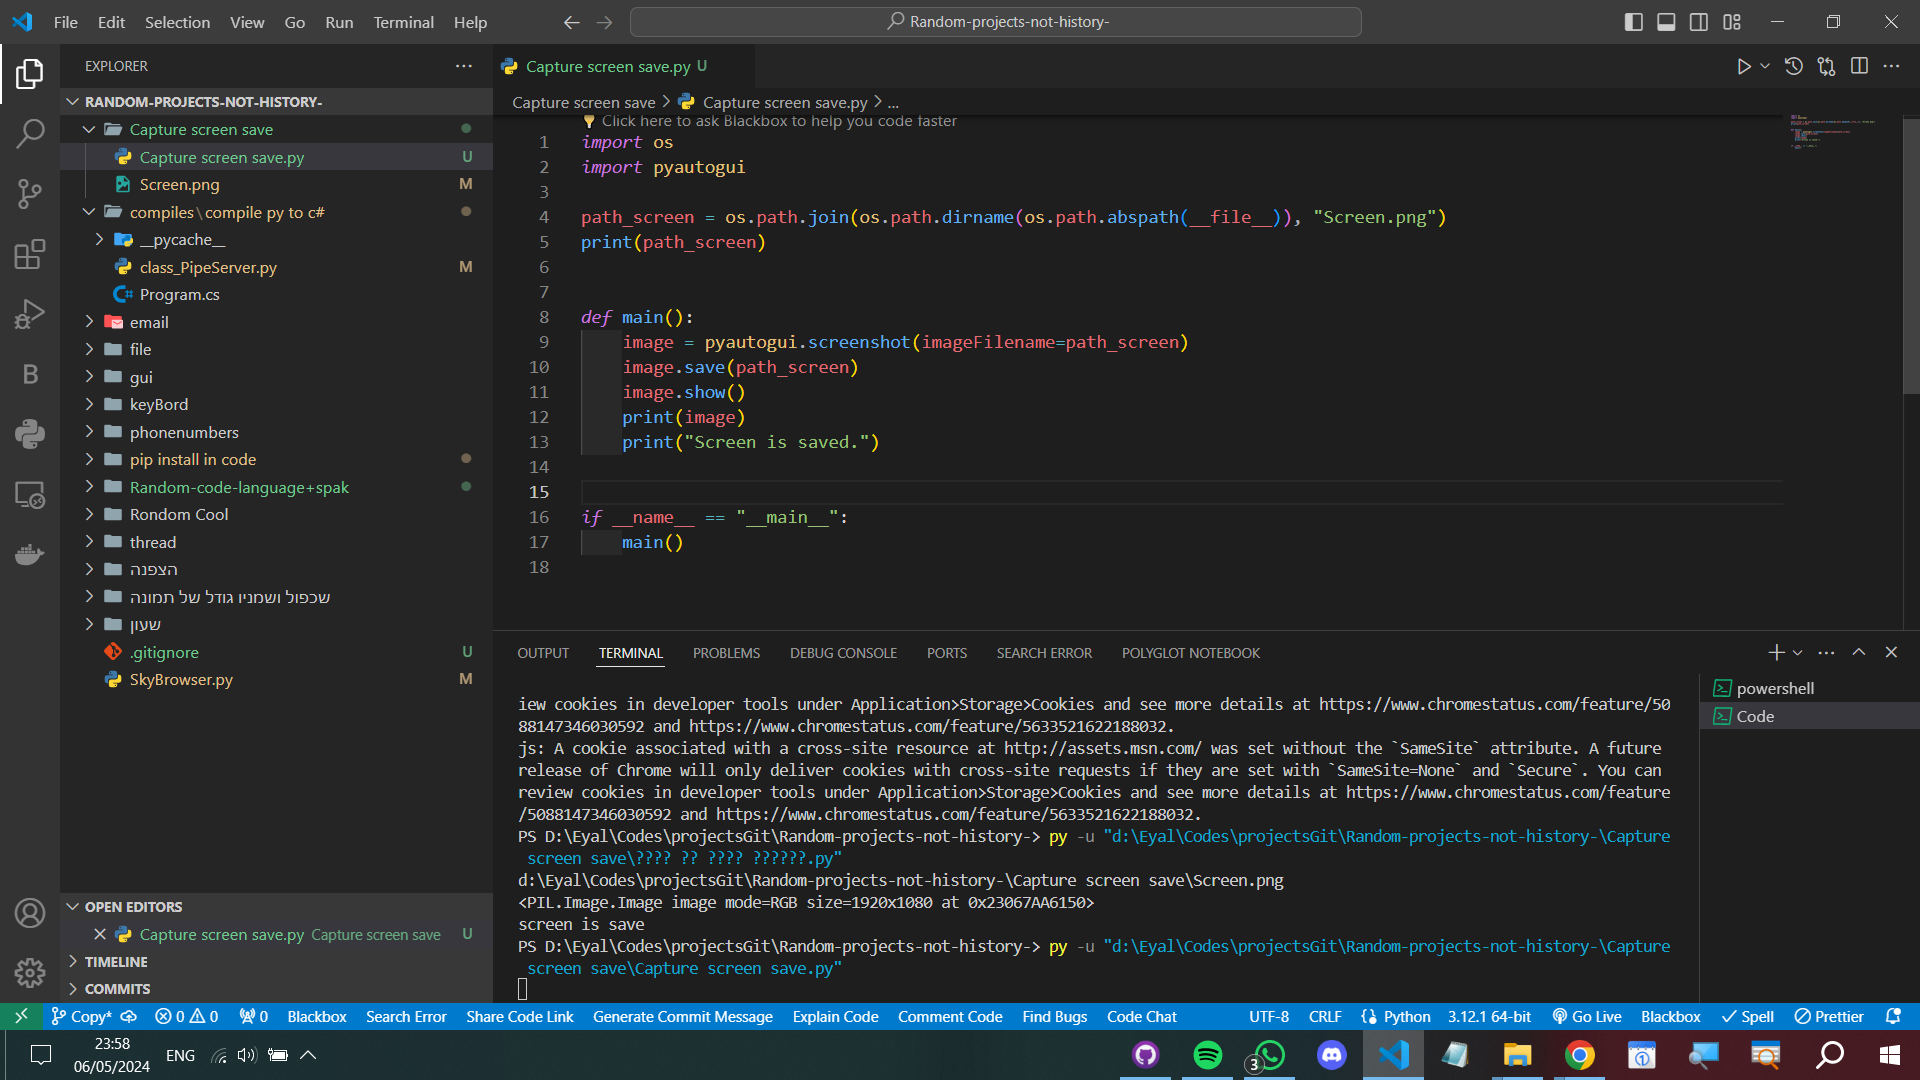 File Edit Selection View Go Run Terminal Help
Random-projects-not-history-
EXPLORER
RANDOM-PROJECTS-NOT-HISTORY-
Capture screen save
Capture screen save.py U
Screen.png M
compiles\compile py to c#
__pycache__
class_PipeServer.py M
Program.cs
email
file
gui
keyBord
phonenumbers
pip install in code
Random-code-language+spak
Rondom Cool
thread
הצפנה
שכפול ושמניו גודל של תמונה
שעון
.gitignore U
SkyBrowser.py M
OPEN EDITORS
Capture screen save.py Capture screen save U
TIMELINE
COMMITS
Capture screen save.py U
Capture screen save > Capture screen save.py > ...
Click here to ask Blackbox to help you code faster
1 import os
2 import pyautogui
3
4 path_screen = os.path.join(os.path.dirname(os.path.abspath(__file__)), "Screen.png")
5 print(path_screen)
6
7
8 def main():
9 image = pyautogui.screenshot(imageFilename=path_screen)
10 image.save(path_screen)
11 image.show()
12 print(image)
13 print("Screen is saved.")
14
15
16 if __name__ == "__main__":
17 main()
18
OUTPUT TERMINAL PROBLEMS DEBUG CONSOLE PORTS SEARCH ERROR POLYGLOT NOTEBOOK
iew cookies in developer tools under Application>Storage>Cookies and see more details at https://www.chromestatus.com/feature/50
88147346030592 and https://www.chromestatus.com/feature/5633521622188032.
js: A cookie associated with a cross-site resource at http://assets.msn.com/ was set without the `SameSite` attribute. A future
release of Chrome will only deliver cookies with cross-site requests if they are set with `SameSite=None` and `Secure`. You can
review cookies in developer tools under Application>Storage>Cookies and see more details at https://www.chromestatus.com/feature
/5088147346030592 and https://www.chromestatus.com/feature/5633521622188032.
PS D:\Eyal\Codes\projectsGit\Random-projects-not-history-> py -u "d:\Eyal\Codes\projectsGit\Random-projects-not-history-\Capture
screen save\???? ?? ???? ??????.py"
d:\Eyal\Codes\projectsGit\Random-projects-not-history-\Capture screen save\Screen.png
<PIL.Image.Image image mode=RGB size=1920x1080 at 0x23067AA6150>
screen is save
PS D:\Eyal\Codes\projectsGit\Random-projects-not-history-> py -u "d:\Eyal\Codes\projectsGit\Random-projects-not-history-\Capture
screen save\Capture screen save.py"
powershell
Code
Copy* 0 0 0 Blackbox Search Error Share Code Link Generate Commit Message Explain Code Comment Code Find Bugs Code Chat UTF-8 CRLF Python 3.12.1 64-bit Go Live Blackbox Spell Prettier
23:58
06/05/2024
ENG
3